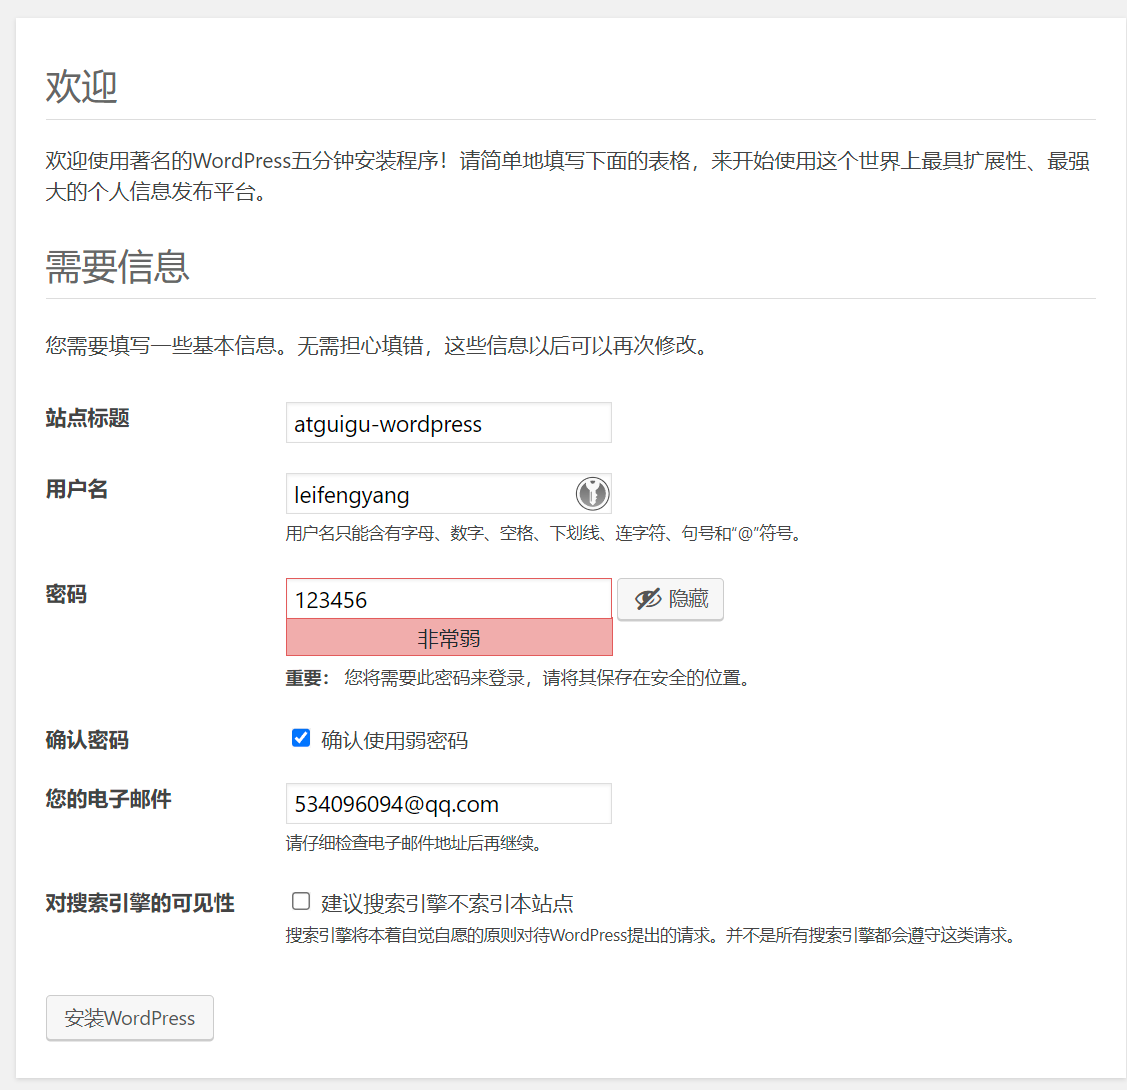 欢迎
欢迎使用著名的WordPress五分钟安装程序！请简单地填写下面的表格，来开始使用这个世界上最具扩展性、最强
大的个人信息发布平台。
需要信息
您需要填写一些基本信息。无需担心填错，这些信息以后可以再次修改。
站点标题
atguigu-wordpress
用户名
leifengyang
用户名只能含有字母、数字、空格、下划线、连字符、句号和“@”符号。
密码
123456
隐藏
非常弱
重要： 您将需要此密码来登录，请将其保存在安全的位置。
确认密码
确认使用弱密码
您的电子邮件
534096094@qq.com
请仔细检查电子邮件地址后再继续。
对搜索引擎的可见性
建议搜索引擎不索引本站点
搜索引擎将本着自觉自愿的原则对待WordPress提出的请求。并不是所有搜索引擎都会遵守这类请求。
安装WordPress